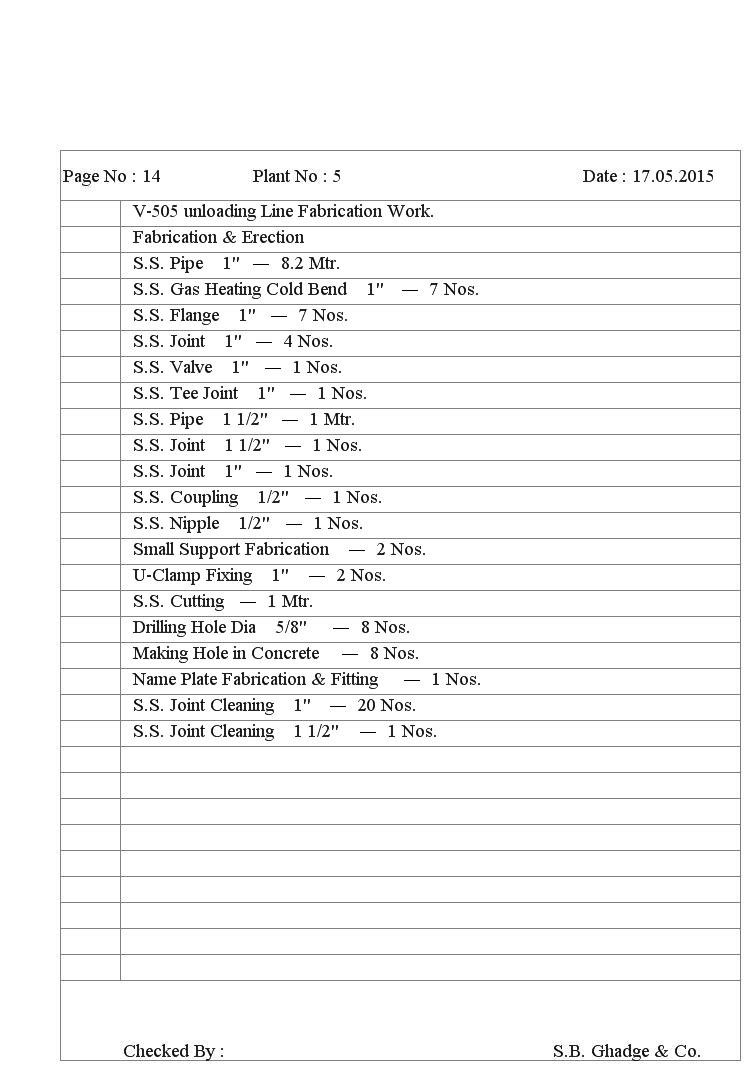 Page No : 14 Plant No : 5 Date : 17.05.2015
V-505 unloading Line Fabrication Work.
Fabrication & Erection
S.S. Pipe 1" — 8.2 Mtr.
S.S. Gas Heating Cold Bend 1" — 7 Nos.
S.S. Flange 1" — 7 Nos.
S.S. Joint 1" — 4 Nos.
S.S. Valve 1" — 1 Nos.
S.S. Tee Joint 1" — 1 Nos.
S.S. Pipe 1 1/2" — 1 Mtr.
S.S. Joint 1 1/2" — 1 Nos.
S.S. Joint 1" — 1 Nos.
S.S. Coupling 1/2" — 1 Nos.
S.S. Nipple 1/2" — 1 Nos.
Small Support Fabrication — 2 Nos.
U-Clamp Fixing 1" — 2 Nos.
S.S. Cutting — 1 Mtr.
Drilling Hole Dia 5/8" — 8 Nos.
Making Hole in Concrete — 8 Nos.
Name Plate Fabrication & Fitting — 1 Nos.
S.S. Joint Cleaning 1" — 20 Nos.
S.S. Joint Cleaning 1 1/2" — 1 Nos.
Checked By : S.B. Ghadge & Co.